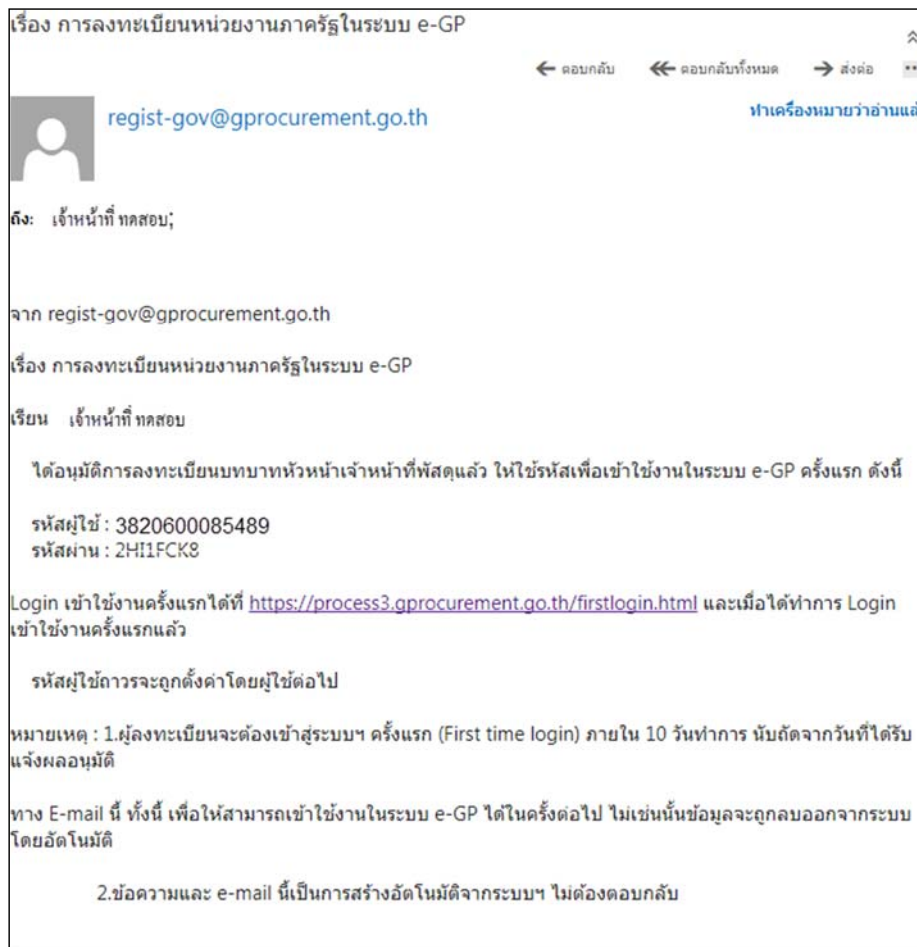 เรื่อง การลงทะเบียนหน่วยงานภาครัฐในระบบ e-GP
ตอบกลับ ตอบกลับทั้งหมด ส่งต่อ
regist-gov@gprocurement.go.th
ทำเครื่องหมายว่าอ่านแล้
ถึง: เจ้าหน้าที่ ทดสอบ;
จาก regist-gov@gprocurement.go.th
เรื่อง การลงทะเบียนหน่วยงานภาครัฐในระบบ e-GP
เรียน เจ้าหน้าที่ ทดสอบ
ได้อนุมัติการลงทะเบียนบทบาทหัวหน้าเจ้าหน้าที่พัสดุแล้ว ให้ใช้รหัสเพื่อเข้าใช้งานในระบบ e-GP ครั้งแรก ดังนี้
รหัสผู้ใช้ : 3820600085489
รหัสผ่าน : 2HI1FCK8
Login เข้าใช้งานครั้งแรกได้ที่ https://process3.gprocurement.go.th/firstlogin.html และเมื่อได้ทำการ Login
เข้าใช้งานครั้งแรกแล้ว
รหัสผู้ใช้ถาวรจะถูกตั้งค่าโดยผู้ใช้ต่อไป
หมายเหตุ : 1.ผู้ลงทะเบียนจะต้องเข้าสู่ระบบฯ ครั้งแรก (First time login) ภายใน 10 วันทำการ นับถัดจากวันที่ได้รับ
แจ้งผลอนุมัติ
ทาง E-mail นี้ ทั้งนี้ เพื่อให้สามารถเข้าใช้งานในระบบ e-GP ได้ในครั้งต่อไป ไม่เช่นนั้นข้อมูลจะถูกลบออกจากระบบ
โดยอัตโนมัติ
2.ข้อความและ e-mail นี้เป็นการสร้างอัตโนมัติจากระบบฯ ไม่ต้องตอบกลับ